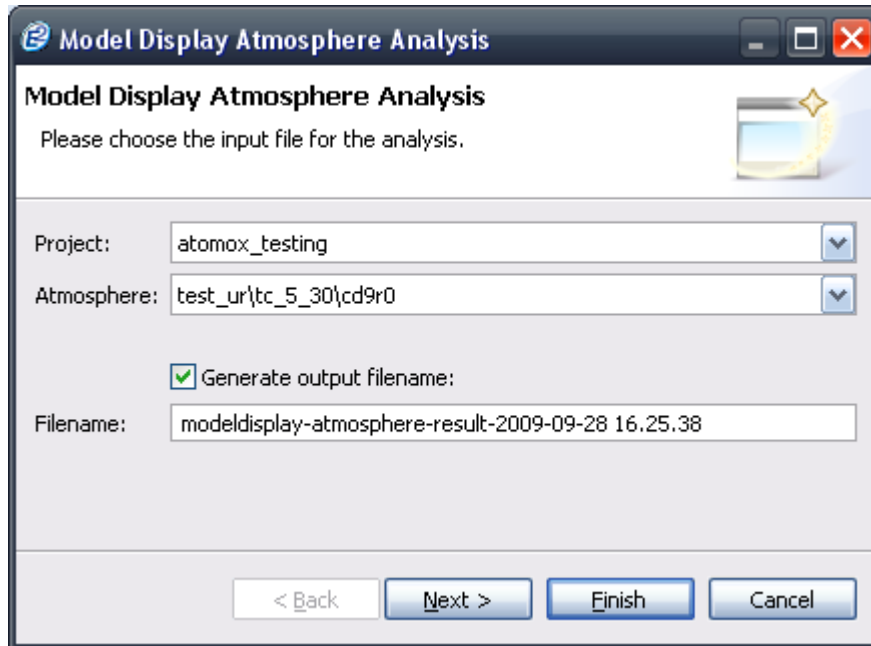 Model Display Atmosphere Analysis
Model Display Atmosphere Analysis
Please choose the input file for the analysis.
Project: atomox_testing
Atmosphere: test_ur\tc_5_30\cd9r0
Generate output filename:
Filename: modeldisplay-atmosphere-result-2009-09-28 16.25.38
< Back Next > Finish Cancel